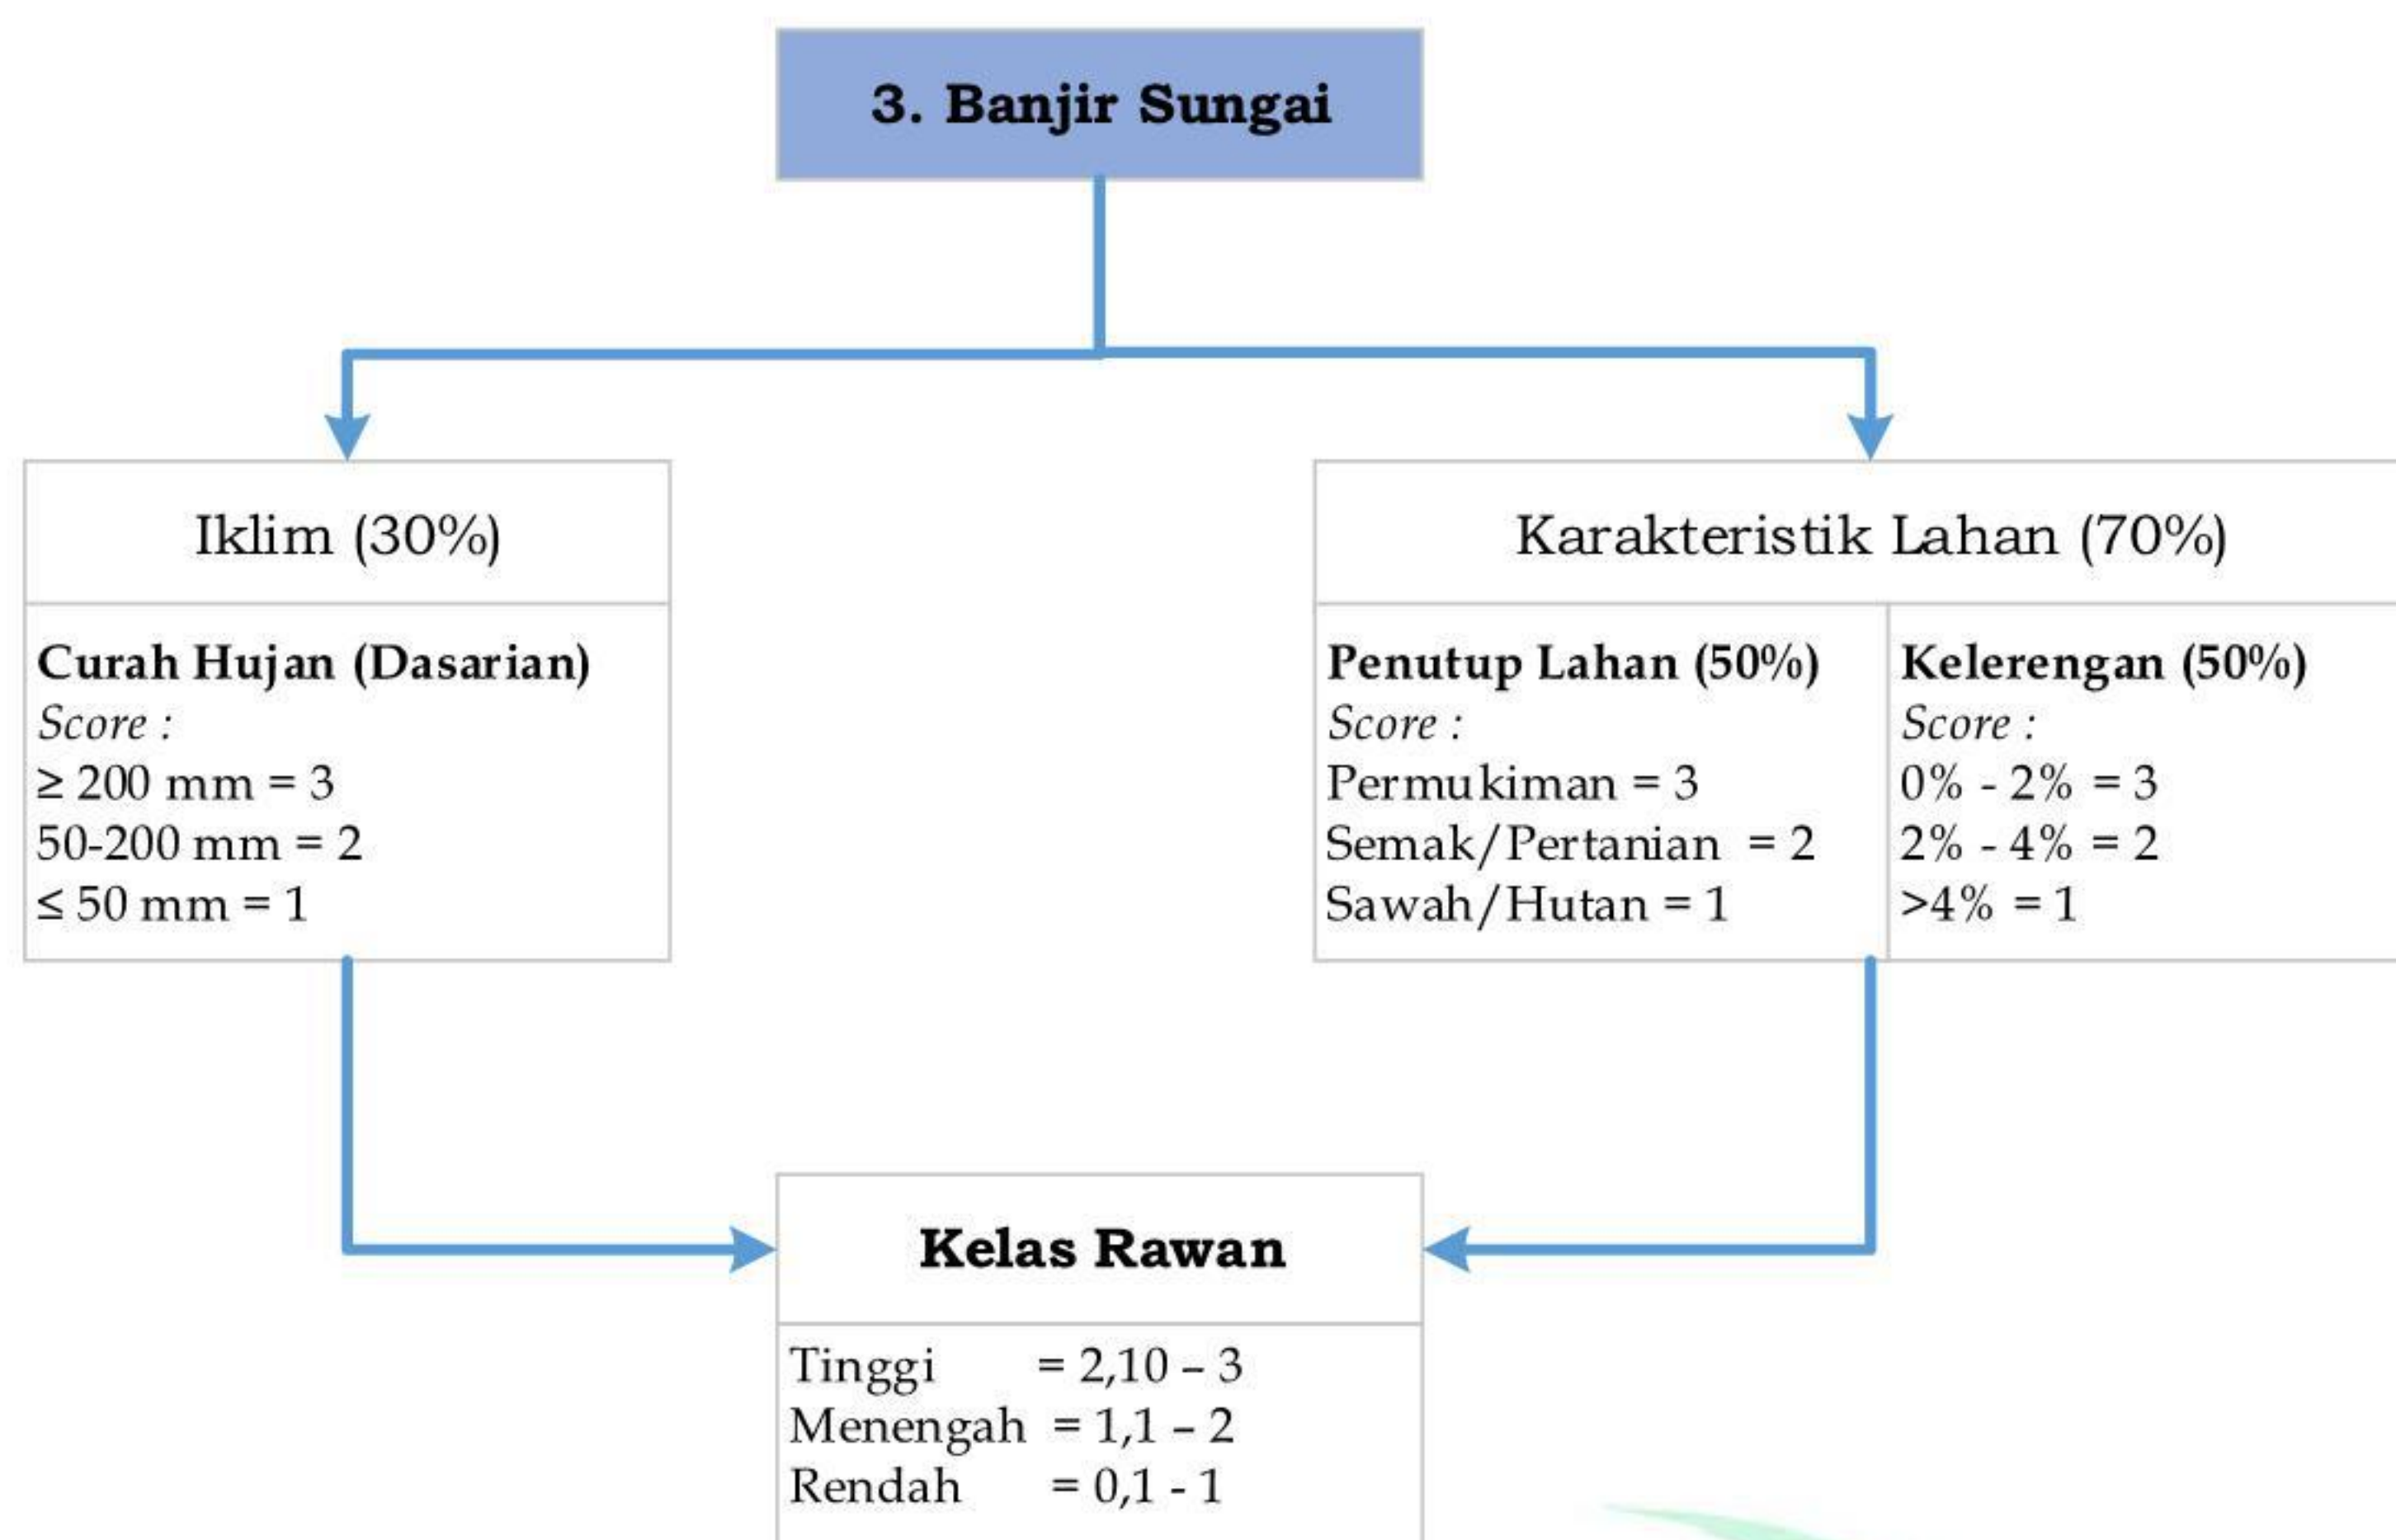 3. Banjir Sungai
Iklim (30%)
Curah Hujan (Dasarian)
Score :
≥ 200 mm = 3
50-200 mm = 2
≤ 50 mm = 1
Karakteristik Lahan (70%)
Penutup Lahan (50%)
Score :
Permukiman = 3
Semak/Pertanian = 2
Sawah/Hutan = 1
Kelerengan (50%)
Score :
0% - 2% = 3
2% - 4% = 2
>4% = 1
Kelas Rawan
Tinggi = 2,10 – 3
Menengah = 1,1 – 2
Rendah = 0,1 - 1